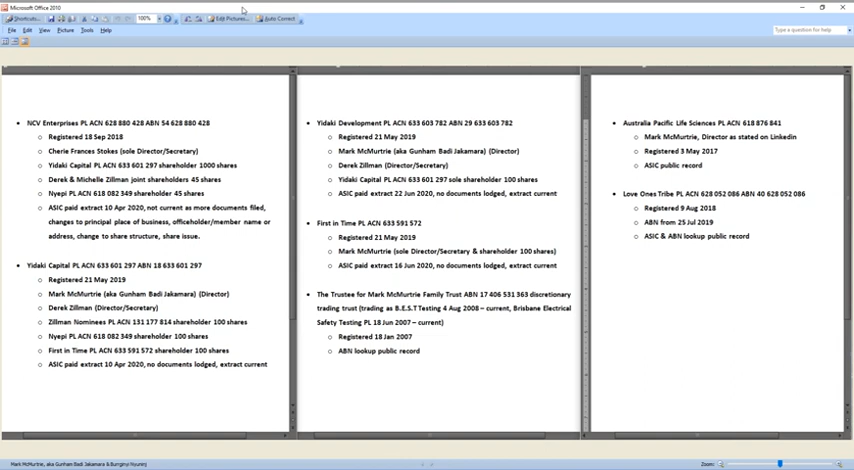 Microsoft Office 2010
Shortcuts...
100%
Edit Pictures...
Auto Correct
File Edit View Picture Tools Help
Type a question for help
• NCV Enterprises PL ACN 628 880 428 ABN 54 628 880 428
o Registered 18 Sep 2018
o Cherie Frances Stokes (sole Director/Secretary)
o Yidaki Capital PL ACN 633 601 297 shareholder 1000 shares
o Derek & Michelle Zillman joint shareholders 45 shares
o Nyepi PL ACN 618 082 349 shareholder 45 shares
o ASIC paid extract 10 Apr 2020, not current as more documents filed,
changes to principal place of business, officeholder/member name or
address, change to share structure, share issue.
• Yidaki Capital PL ACN 633 601 297 ABN 18 633 601 297
o Registered 21 May 2019
o Mark McMurtrie (aka Gunham Badi Jakamara) (Director)
o Derek Zillman (Director/Secretary)
o Zillman Nominees PL ACN 131 177 814 shareholder 100 shares
o Nyepi PL ACN 618 082 349 shareholder 100 shares
o First in Time PL ACN 633 591 572 shareholder 100 shares
o ASIC paid extract 10 Apr 2020, no documents lodged, extract current
• Yidaki Development PL ACN 633 603 782 ABN 29 633 603 782
o Registered 21 May 2019
o Mark McMurtrie (aka Gunham Badi Jakamara) (Director)
o Derek Zillman (Director/Secretary)
o Yidaki Capital PL ACN 633 601 297 sole shareholder 100 shares
o ASIC paid extract 22 Jun 2020, no documents lodged, extract current
• First in Time PL ACN 633 591 572
o Registered 21 May 2019
o Mark McMurtrie (sole Director/Secretary & shareholder 100 shares)
o ASIC paid extract 16 Jun 2020, no documents lodged, extract current
• The Trustee for Mark McMurtrie Family Trust ABN 17 406 531 363 discretionary
trading trust (trading as B.E.S.T Testing 4 Aug 2008 – current, Brisbane Electrical
Safety Testing PL 18 Jun 2007 – current)
o Registered 18 Jan 2007
o ABN lookup public record
• Australia Pacific Life Sciences PL ACN 618 876 841
o Mark McMurtrie, Director as stated on Linkedin
o Registered 3 May 2017
o ASIC public record
• Love Ones Tribe PL ACN 628 052 086 ABN 40 628 052 086
o Registered 9 Aug 2018
o ABN from 25 Jul 2019
o ASIC & ABN lookup public record
Mark McMurtrie, aka Gunham Badi Jakamara & Bunginyi Nyunzy
Zoom: